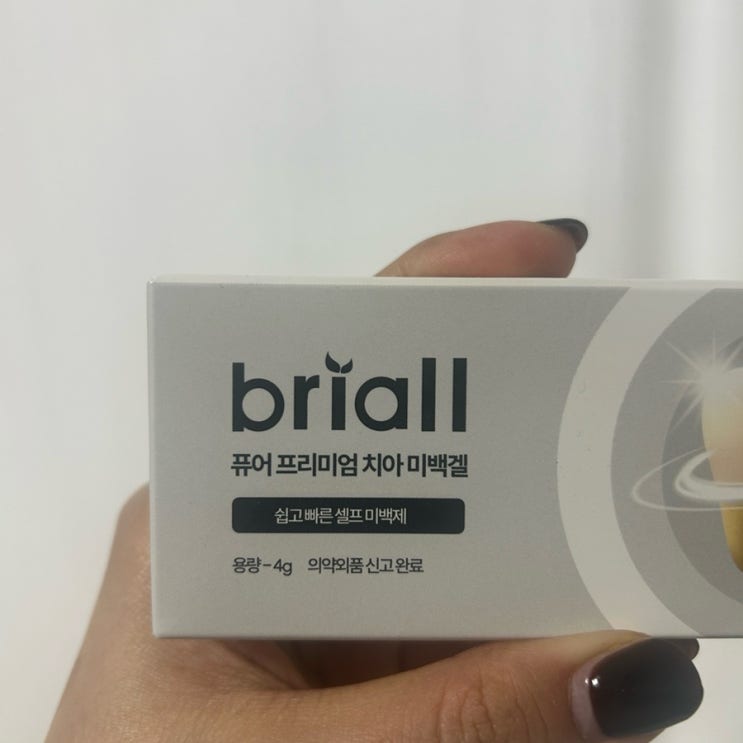 briall
퓨어 프리미엄 치아 미백겔
쉽고 빠른 셀프 미백제
용량 - 4g 의약외품 신고 완료